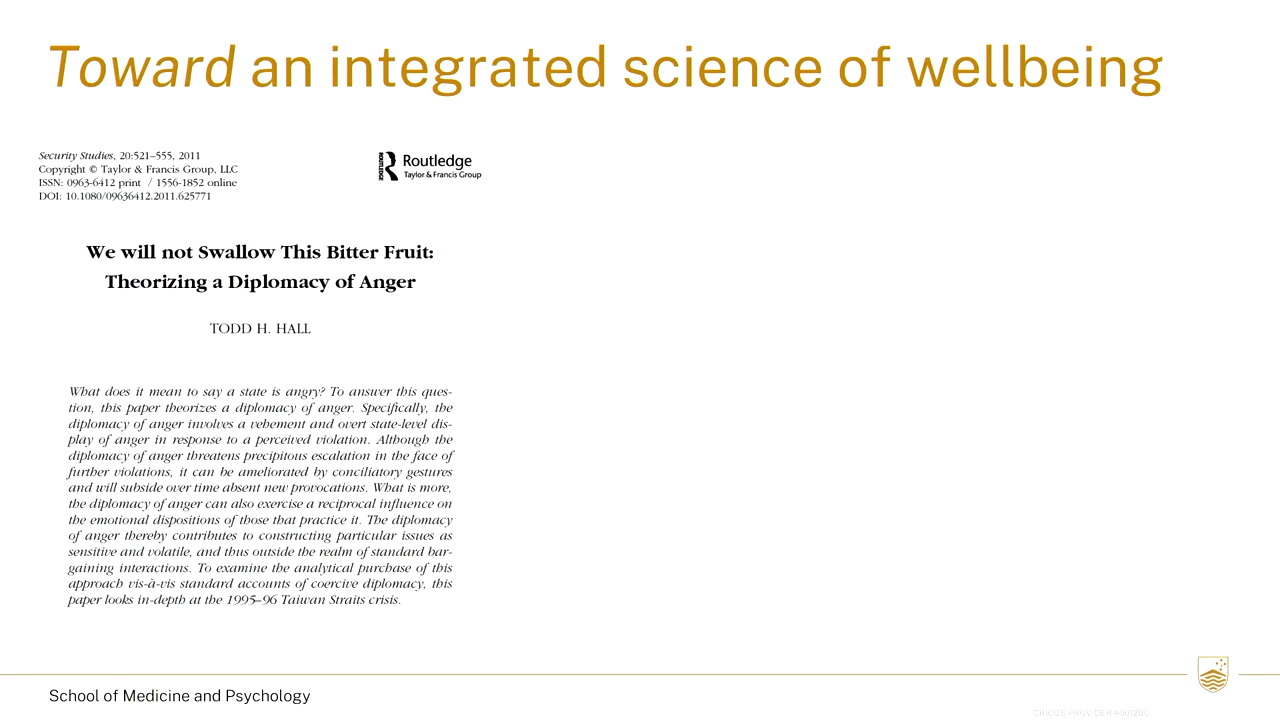 Toward an integrated science of wellbeing
Security Studies, 20:521–555, 2011
Copyright © Taylor & Francis Group, LLC
ISSN: 0963-6412 print / 1556-1852 online
DOI: 10.1080/09636412.2011.625771
ROUTLEDGE
Routledge
Taylor & Francis Group
We will not Swallow This Bitter Fruit:
Theorizing a Diplomacy of Anger
TODD H. HALL
What does it mean to say a state is angry? To answer this ques-
tion, this paper theorizes a diplomacy of anger. Specifically, the
diplomacy of anger involves a vehement and overt state-level dis-
play of anger in response to a perceived violation. Although the
diplomacy of anger threatens precipitous escalation in the face of
further violations, it can be ameliorated by conciliatory gestures
and will subside over time absent new provocations. What is more,
the diplomacy of anger can also exercise a reciprocal influence on
the emotional dispositions of those that practice it. The diplomacy
of anger thereby contributes to constructing particular issues as
sensitive and volatile, and thus outside the realm of standard bar-
gaining interactions. To examine the analytical purchase of this
approach vis-à-vis standard accounts of coercive diplomacy, this
paper looks in-depth at the 1995–96 Taiwan Straits crisis.
School of Medicine and Psychology
CRICOS PROVIDER #00120C